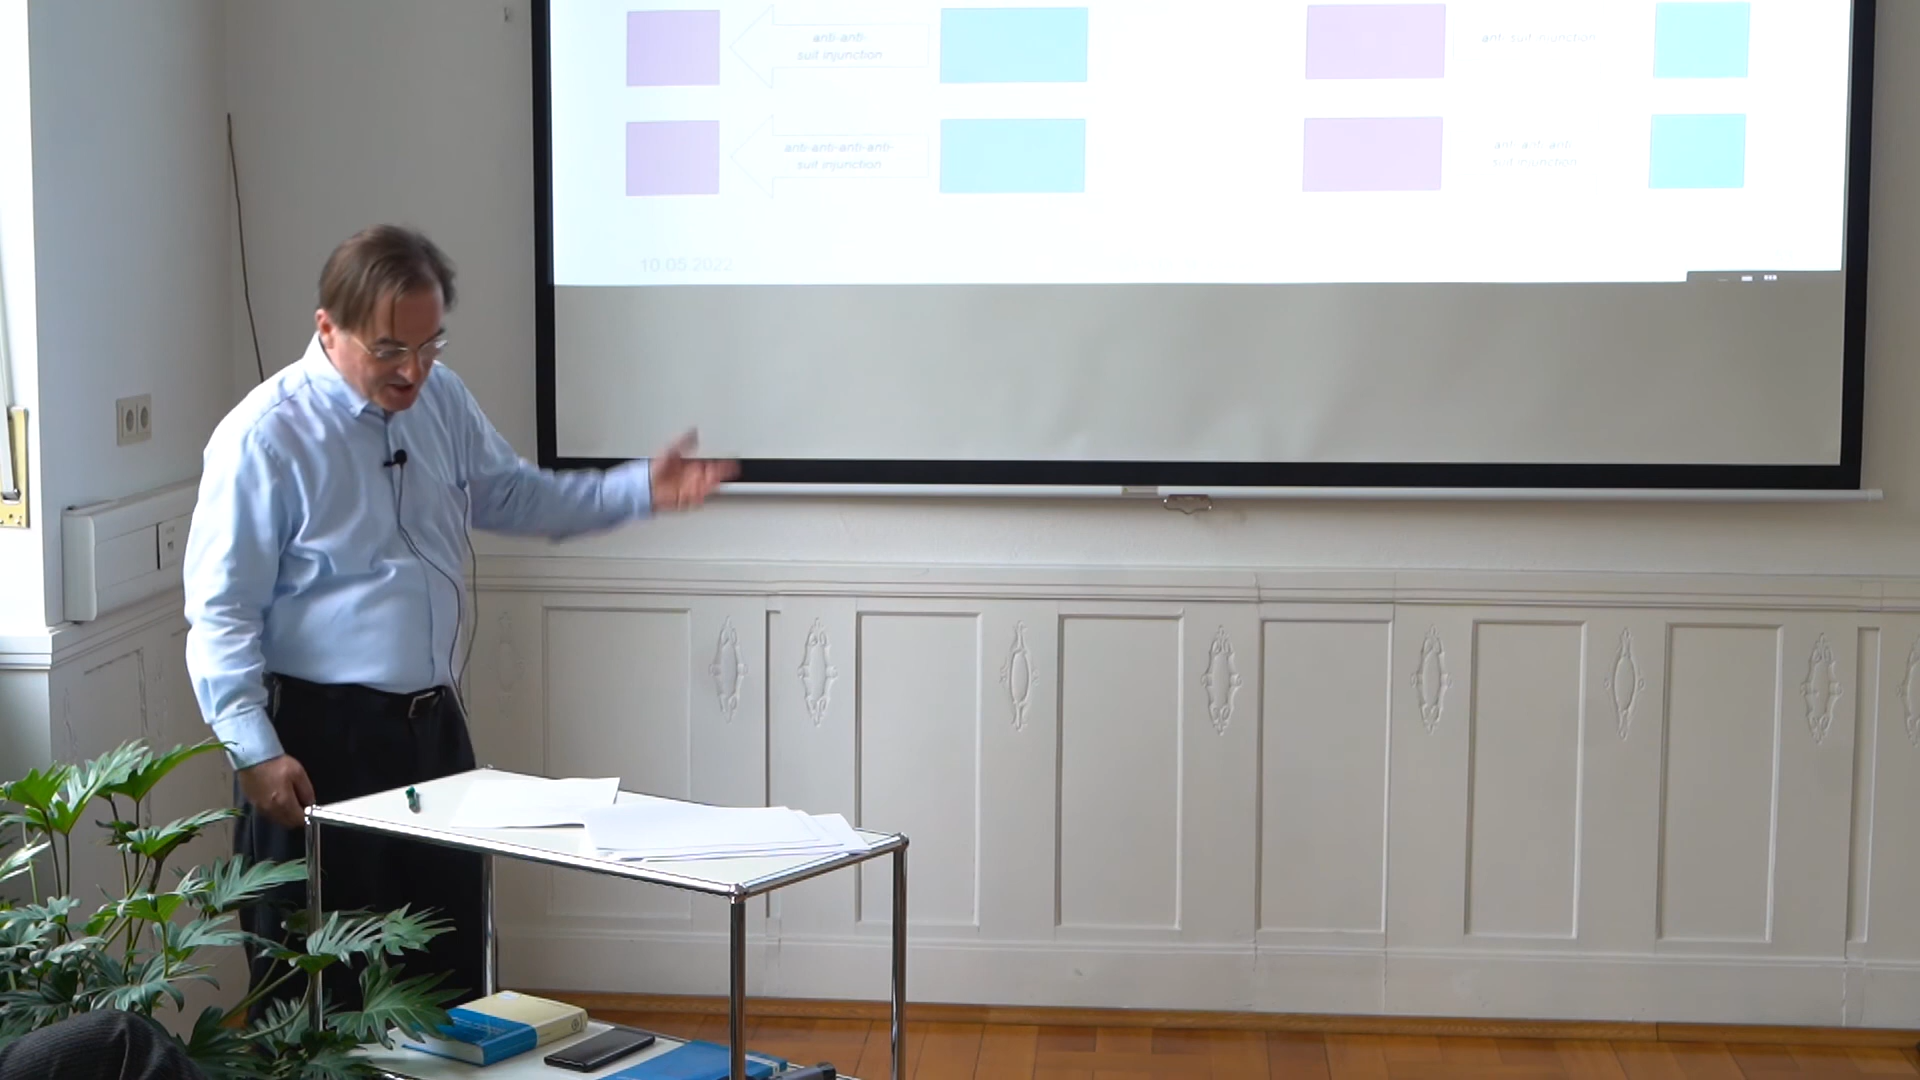 anti-anti-
suit injunction
anti-suit injunction
anti-anti-anti-anti-
suit injunction
anti-anti-anti-
suit injunction
10.05.2022